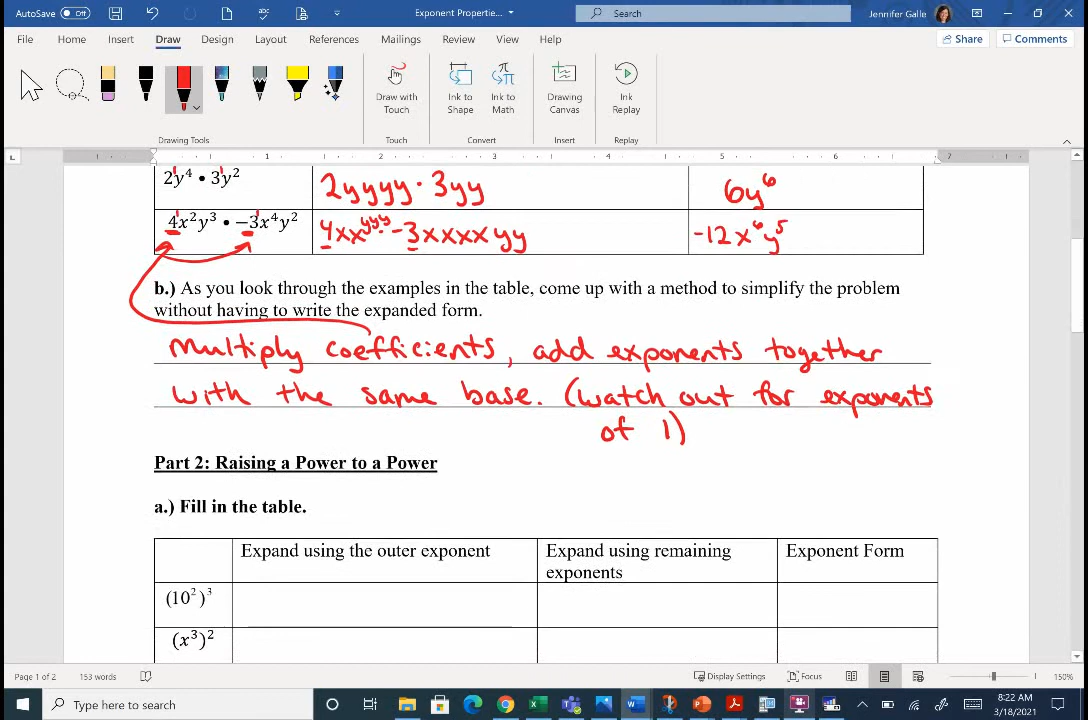 AutoSave Off
Exponent Propertie...
Search
Jennifer Galle
File Home Insert Draw Design Layout References Mailings Review View Help
Share Comments
Draw with Touch
Ink to Shape
Ink to Math
Drawing Canvas
Ink Replay
Drawing Tools Touch Convert Insert Replay
1 2 3 4 5 6 7
2y⁴ • 3y² 2yyyy · 3yy 6y⁶
4x²y³ • −3x⁴y² 4xxyyy · -3xxxxyy -12x⁶y⁵
b.) As you look through the examples in the table, come up with a method to simplify the problem
without having to write the expanded form.
Multiply coefficients, add exponents together
with the same base. (watch out for exponents
of 1)
Part 2: Raising a Power to a Power
a.) Fill in the table.
Expand using the outer exponent Expand using remaining exponents Exponent Form
(10²)³
(x³)²
Page 1 of 2 153 words Display Settings Focus 150%
Type here to search
8:22 AM
3/18/2021